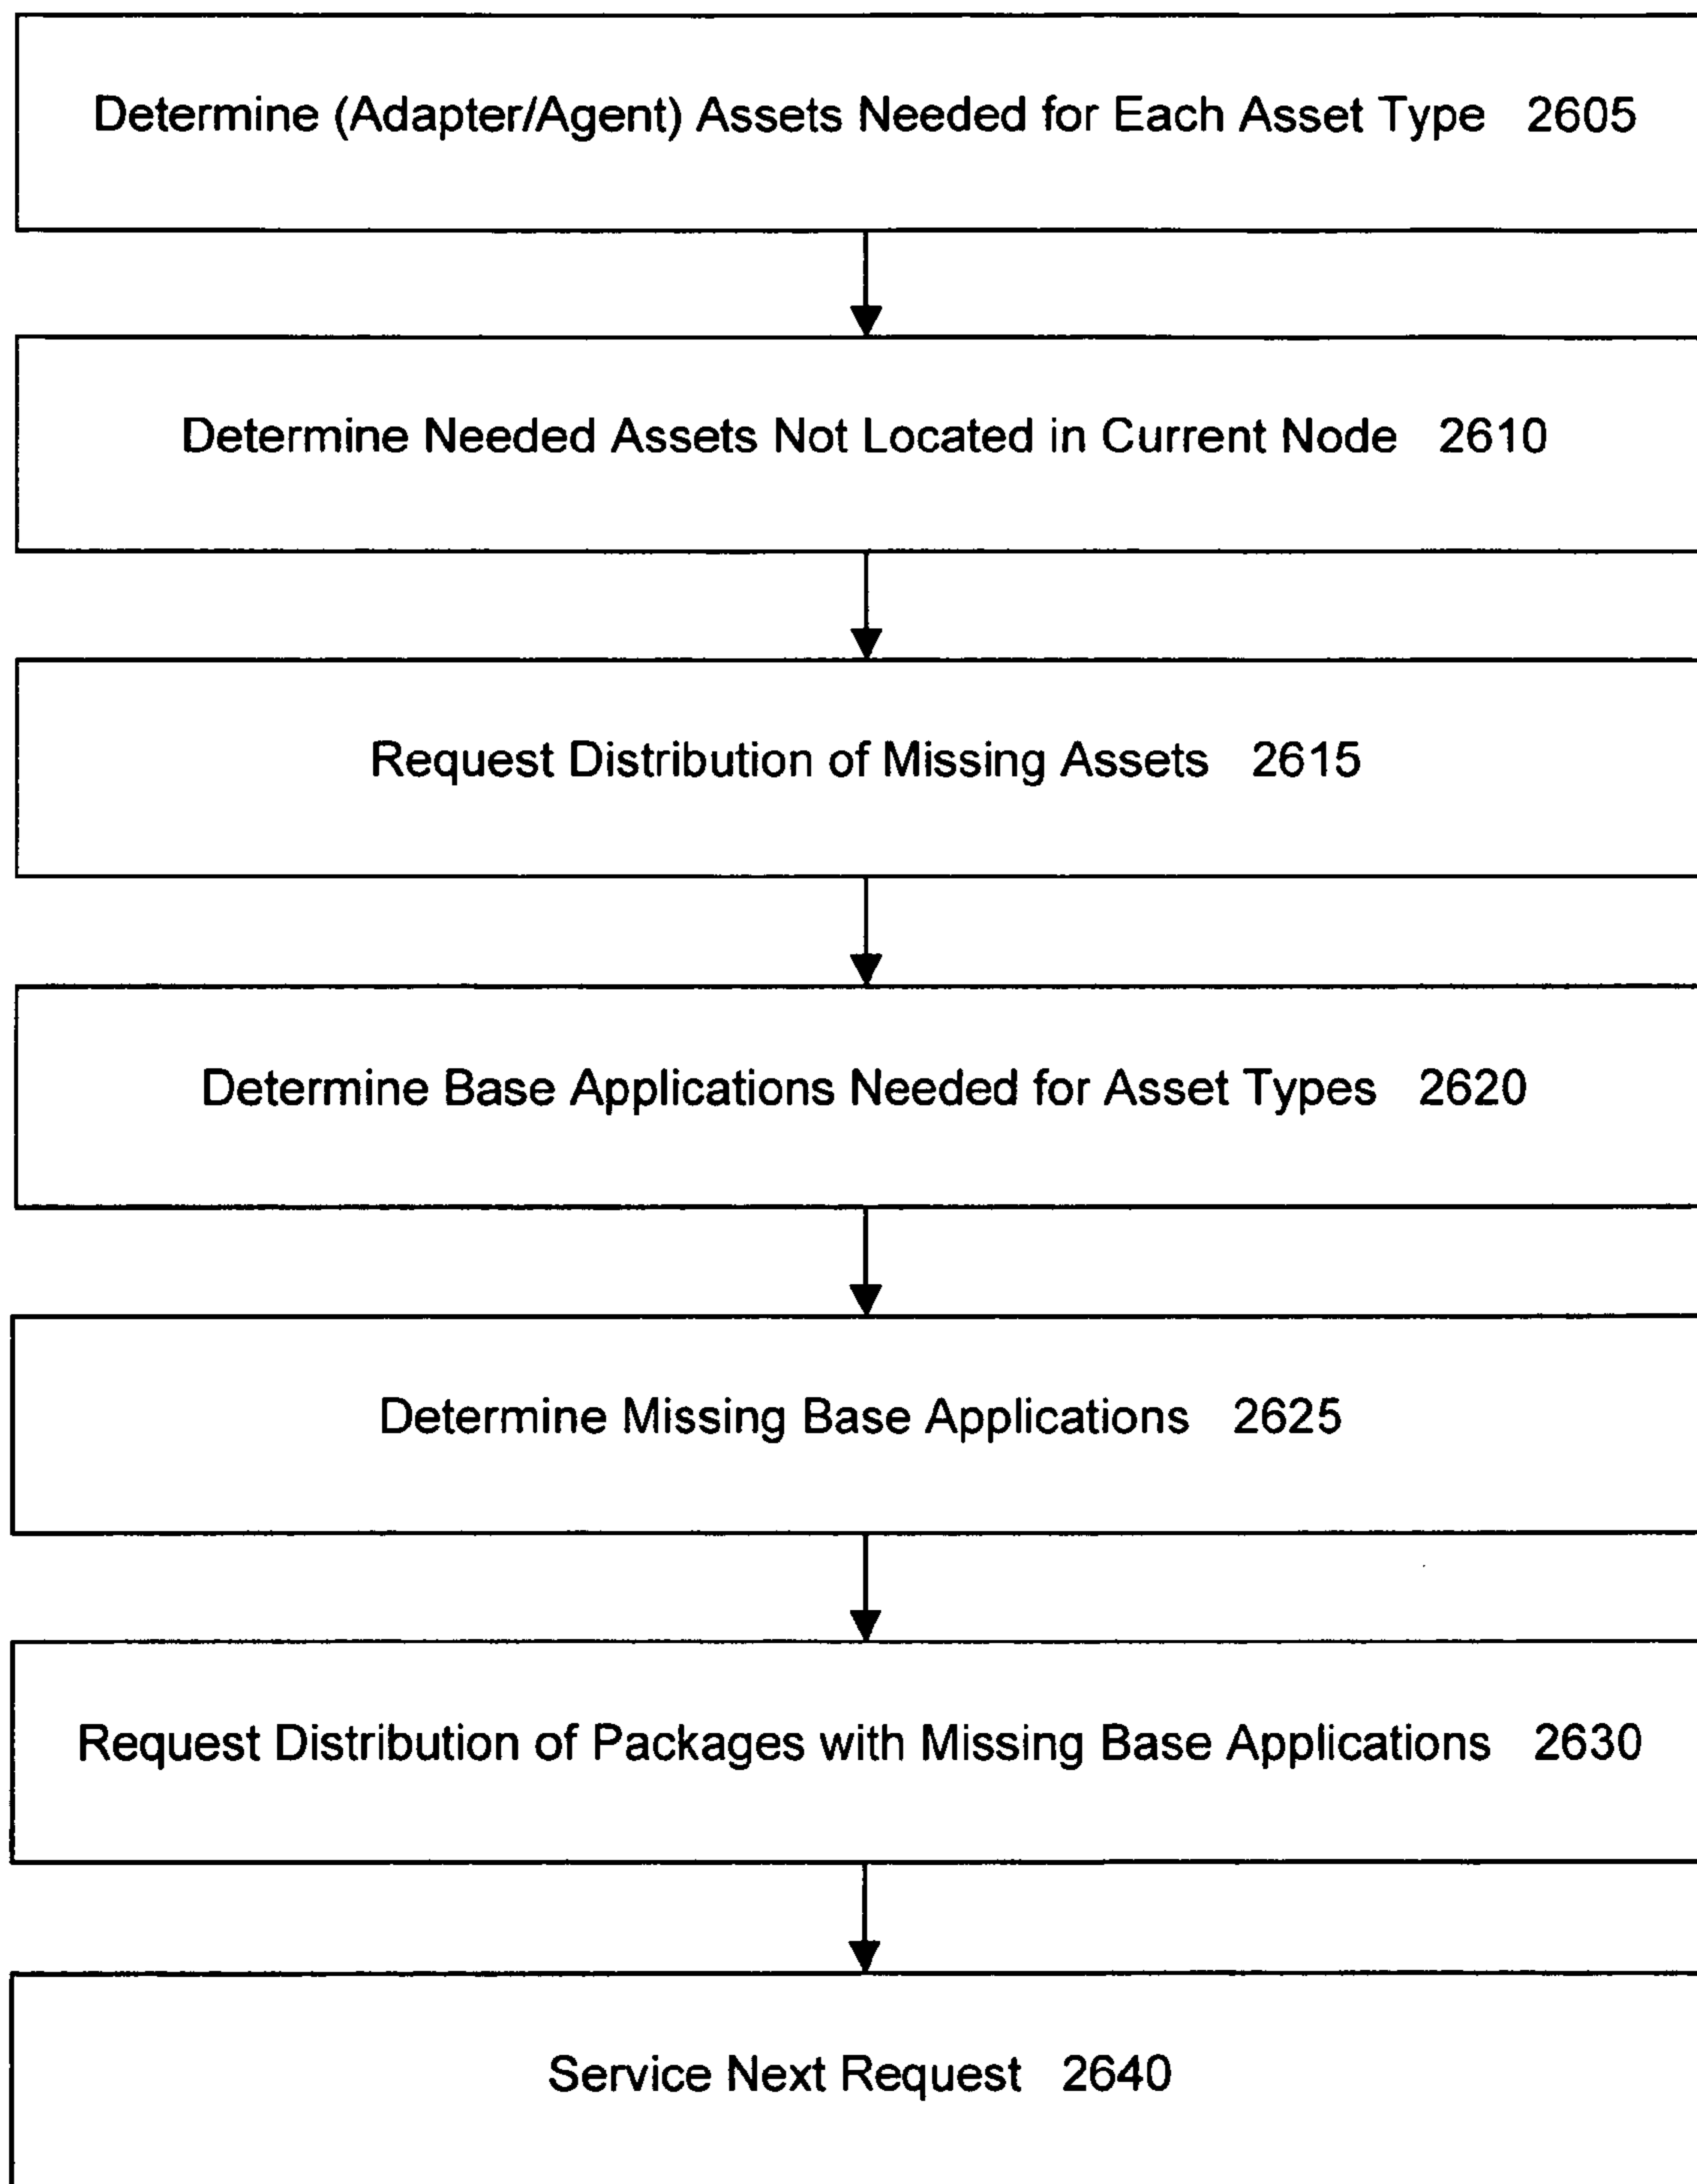 Determine (Adapter/Agent) Assets Needed for Each Asset Type 2605
Determine Needed Assets Not Located in Current Node 2610
Request Distribution of Missing Assets 2615
Determine Base Applications Needed for Asset Types 2620
Determine Missing Base Applications 2625
Request Distribution of Packages with Missing Base Applications 2630
Service Next Request 2640